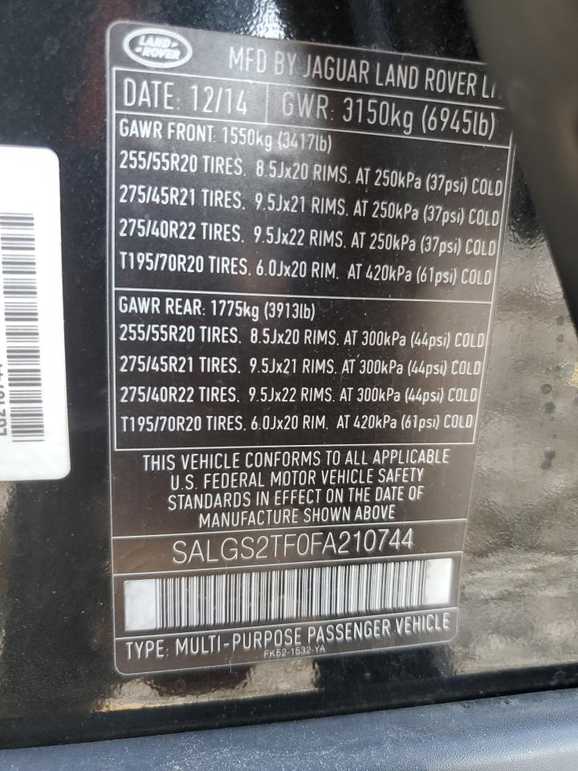 LAND
ROVER
MFD BY JAGUAR LAND ROVER
DATE: 12/14 GWR: 3150kg (6945lb)
GAWR FRONT: 1550kg (3417lb)
255/55R20 TIRES. 8.5Jx20 RIMS. AT 250kPa (37psi) COLD
275/45R21 TIRES. 9.5Jx21 RIMS. AT 250kPa (37psi) COLD
275/40R22 TIRES. 9.5Jx22 RIMS. AT 250kPa (37psi) COLD
T195/70R20 TIRES. 6.0Jx20 RIM. AT 420kPa (61psi) COLD
GAWR REAR: 1775kg (3913lb)
255/55R20 TIRES. 8.5Jx20 RIMS. AT 300kPa (44psi) COLD
275/45R21 TIRES. 9.5Jx21 RIMS. AT 300kPa (44psi) COLD
275/40R22 TIRES. 9.5Jx22 RIMS. AT 300kPa (44psi) COLD
T195/70R20 TIRES. 6.0Jx20 RIM. AT 420kPa (61psi) COLD
THIS VEHICLE CONFORMS TO ALL APPLICABLE
U.S. FEDERAL MOTOR VEHICLE SAFETY
STANDARDS IN EFFECT ON THE DATE OF
MANUFACTURE SHOWN ABOVE.
SALGS2TF0FA210744
TYPE: MULTI-PURPOSE PASSENGER VEHICLE
FK52-1532-YA